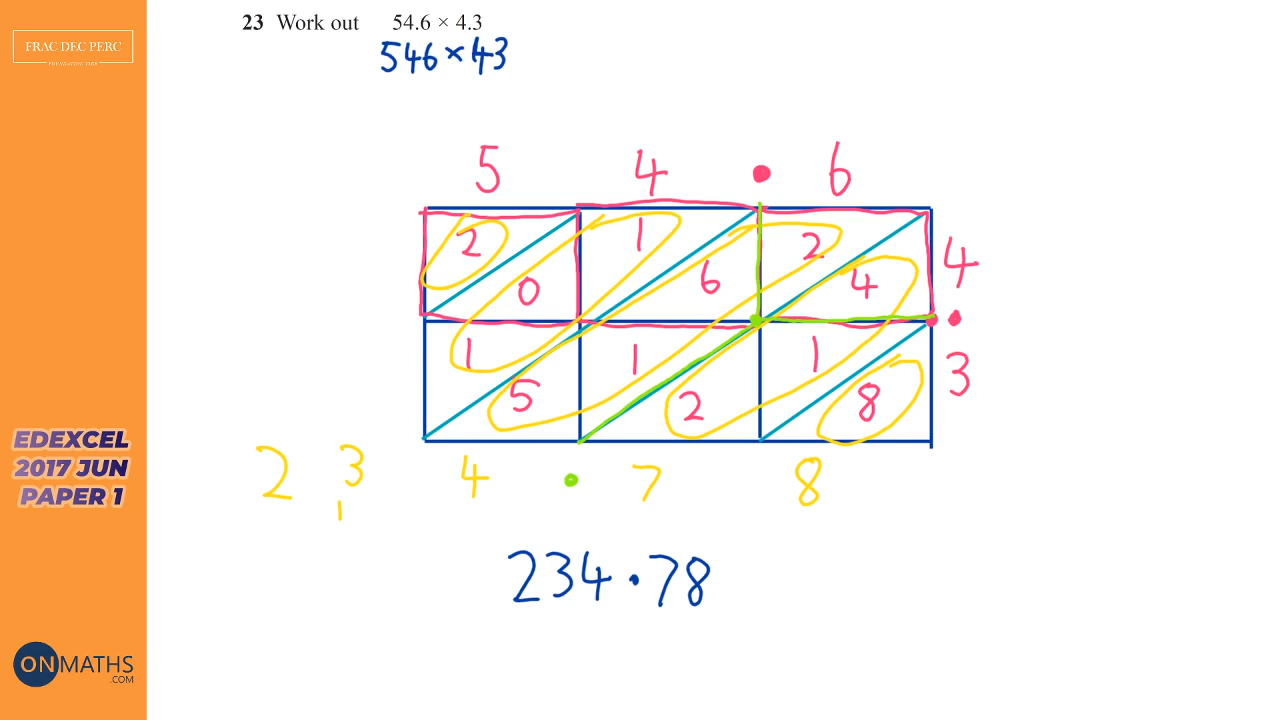 FRAC DEC PERC
FOUNDATION TIER
23 Work out 54.6 × 4.3
546×43
5 4 • 6
2 1 2 4
0 6 4 •
1 1 1 3
5 2 8
2 3 4 • 7 8
1
234.78
EDEXCEL
2017 JUN
PAPER 1
ONMATHS
.COM